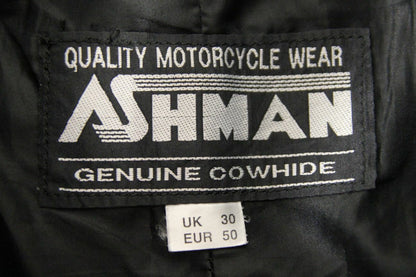 QUALITY MOTORCYCLE WEAR
ASHMAN
GENUINE COWHIDE
UK 30
EUR 50